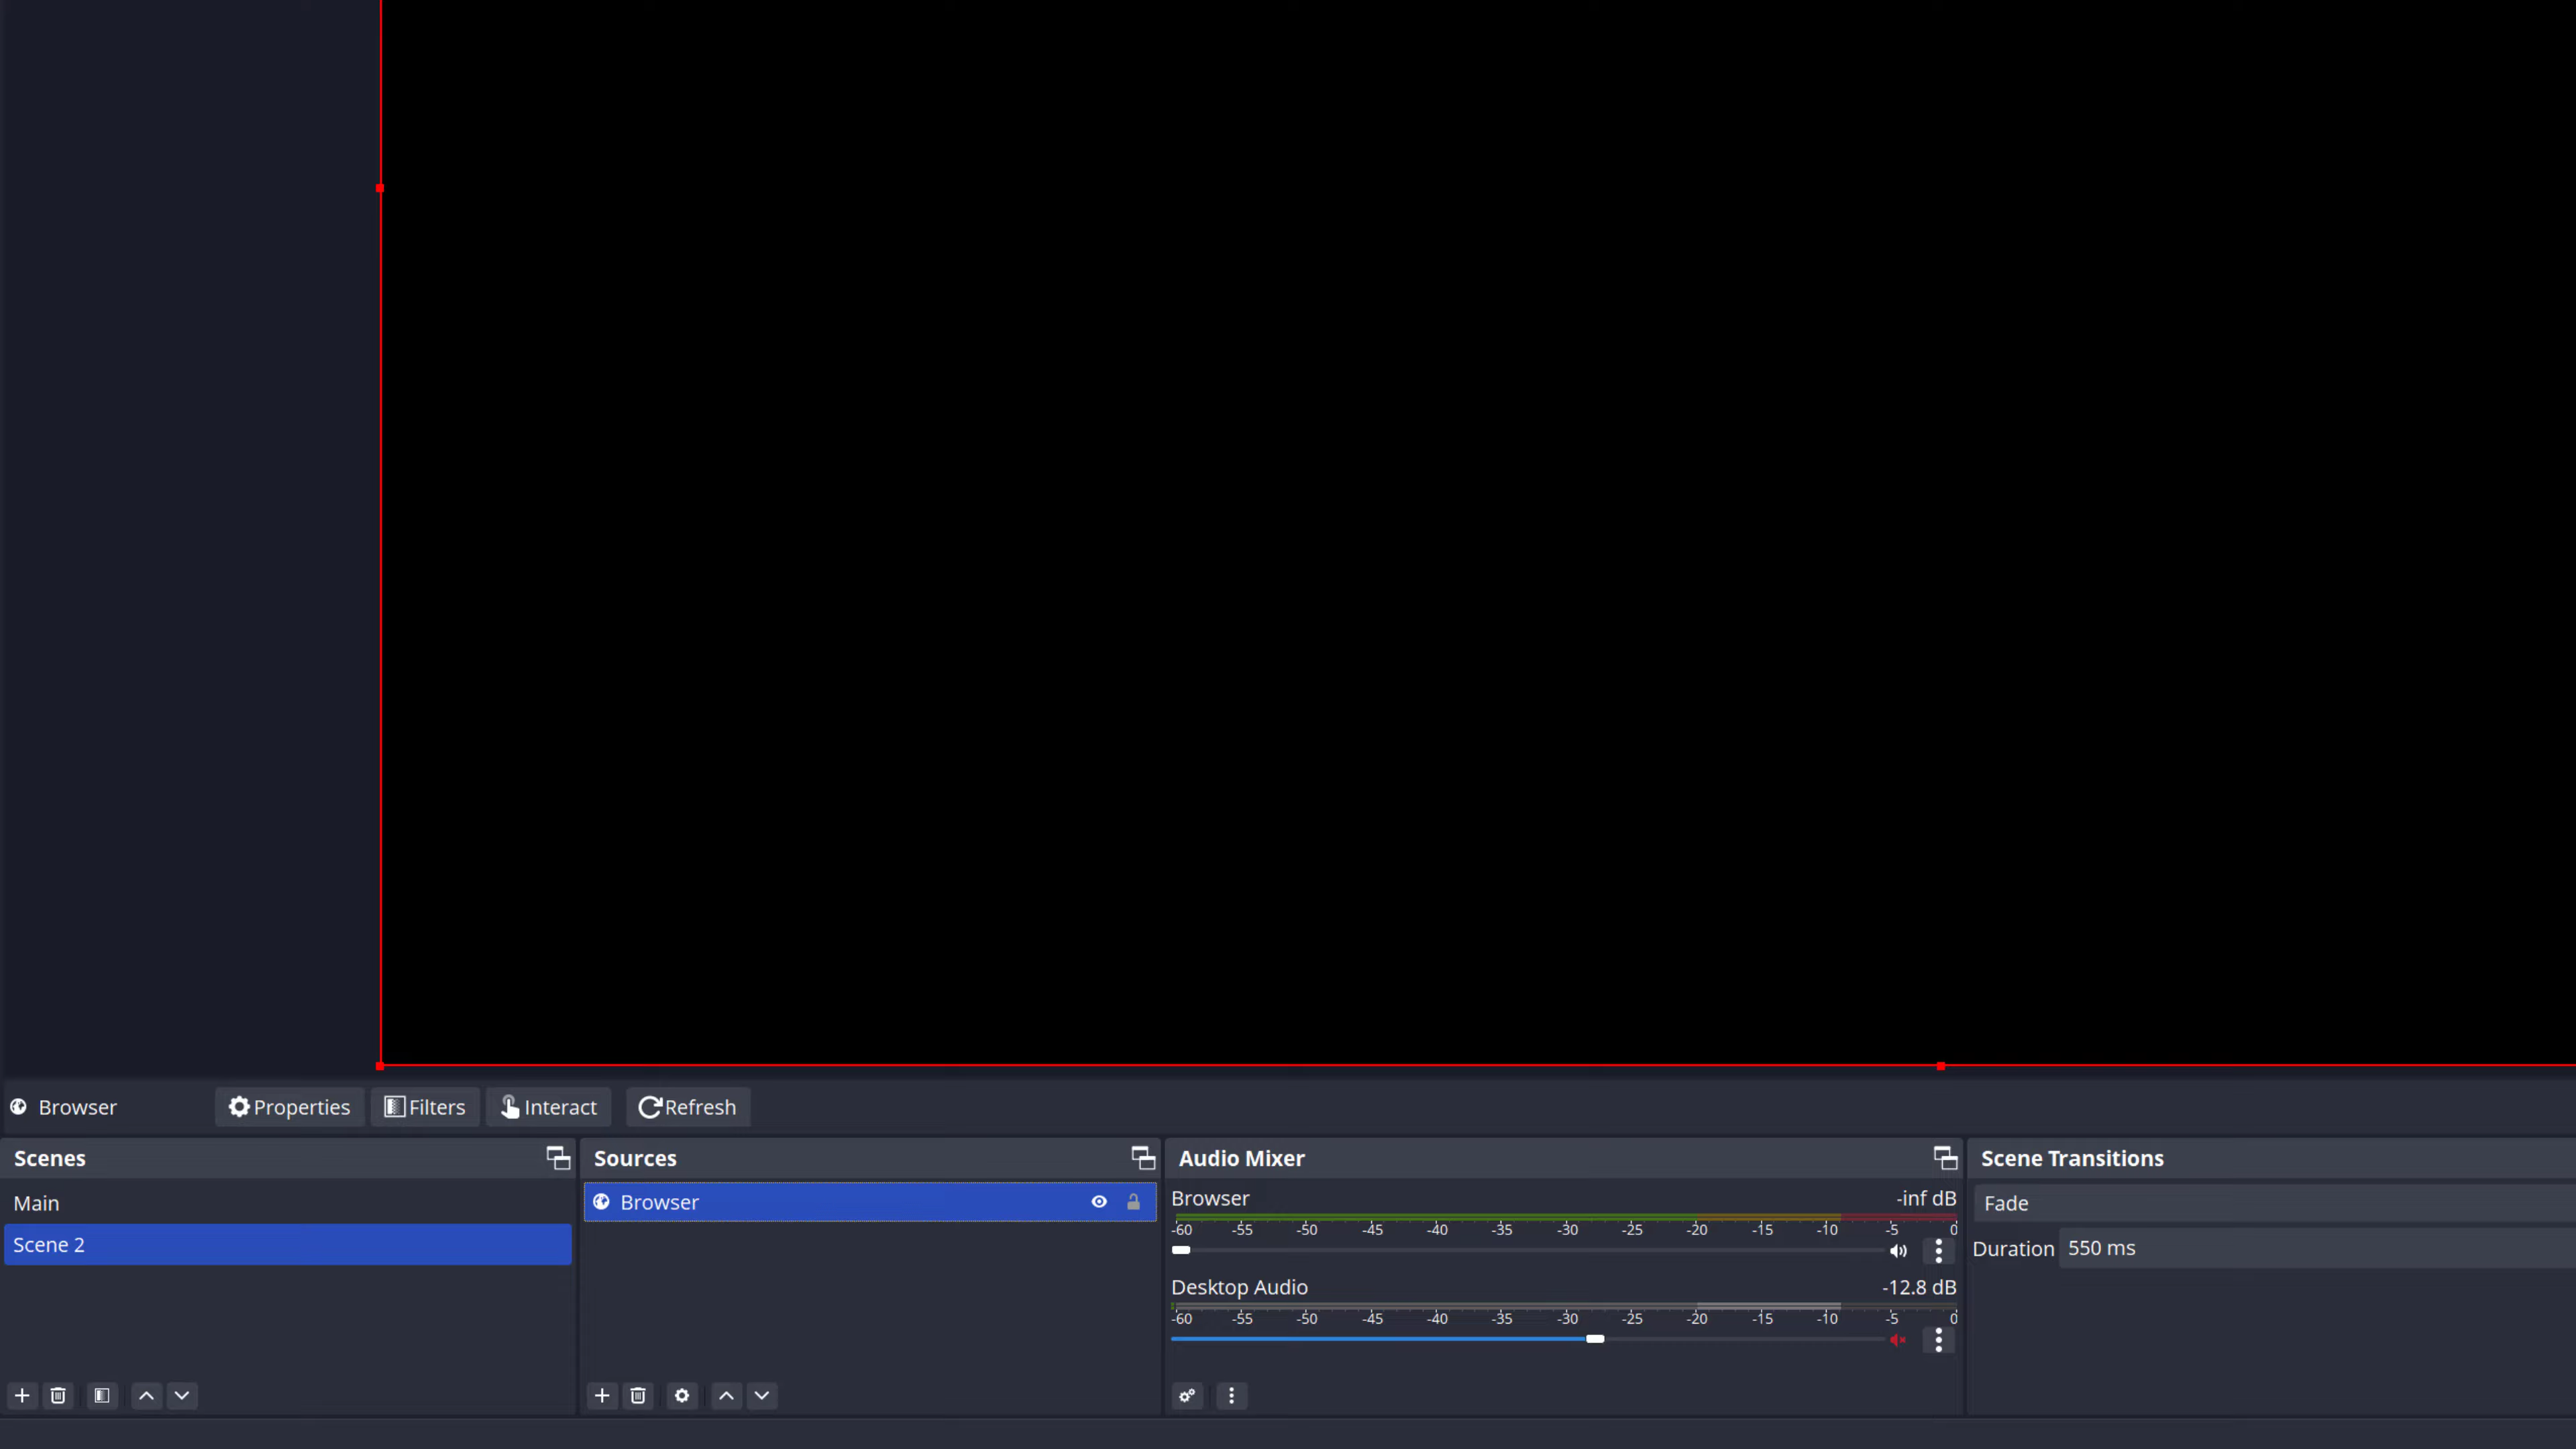 Browser
Properties
Filters
Interact
Refresh
Scenes
Main
Scene 2
Sources
Browser
Audio Mixer
Browser
-inf dB
-60 -55 -50 -45 -40 -35 -30 -25 -20 -15 -10 -5 0
Desktop Audio
-12.8 dB
-60 -55 -50 -45 -40 -35 -30 -25 -20 -15 -10 -5 0
Scene Transitions
Fade
Duration 550 ms